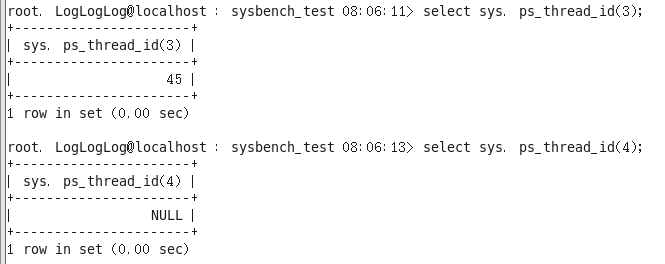 root. LogLogLog@localhost : sysbench_test 08:06:11> select sys. ps_thread_id(3);
+---------------------+
| sys. ps_thread_id(3) |
+---------------------+
| 45 |
+---------------------+
1 row in set (0.00 sec)
root. LogLogLog@localhost : sysbench_test 08:06:13> select sys. ps_thread_id(4);
+---------------------+
| sys. ps_thread_id(4) |
+---------------------+
| NULL |
+---------------------+
1 row in set (0.00 sec)